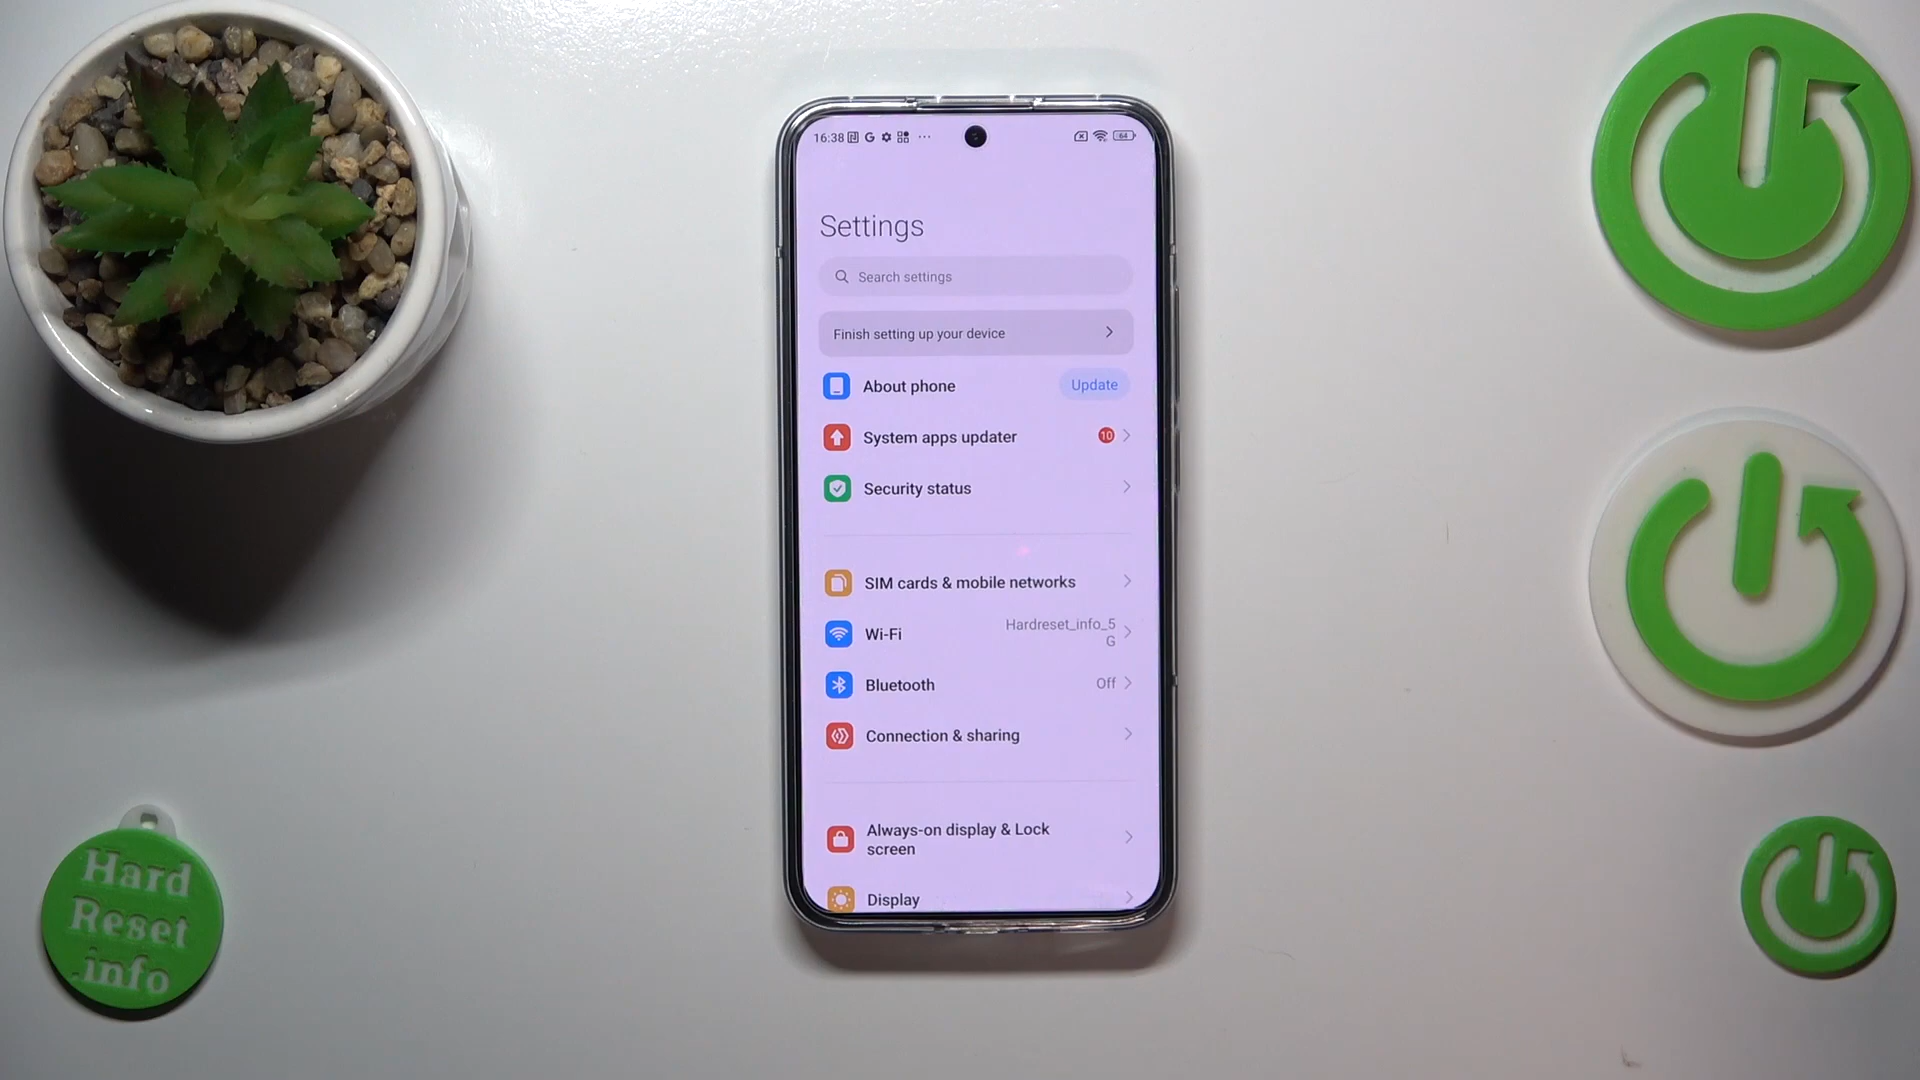 16:38
64
Settings
Search settings
Finish setting up your device
About phone
Update
System apps updater
10
Security status
SIM cards & mobile networks
Wi-Fi
Hardreset_info_5
G
Bluetooth
Off
Connection & sharing
Always-on display & Lock
screen
Display
Hard
Reset
.info